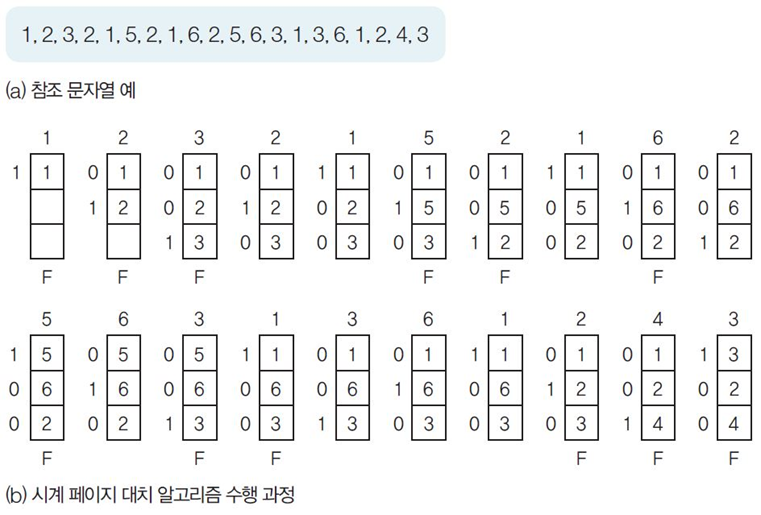 1, 2, 3, 2, 1, 5, 2, 1, 6, 2, 5, 6, 3, 1, 3, 6, 1, 2, 4, 3
(a) 참조 문자열 예
1 2 3 2 1 5 2 1 6 2
1 1 0 1 0 1 0 1 1 1 0 1 0 1 1 1 0 1 0 1
1 2 0 2 1 2 0 2 1 5 0 5 0 5 1 6 0 6
1 3 0 3 0 3 0 3 1 2 0 2 0 2 1 2
F F F F F F
5 6 3 1 3 6 1 2 4 3
1 5 0 5 0 5 1 1 0 1 0 1 1 1 0 1 0 1 1 3
0 6 1 6 0 6 0 6 0 6 1 6 0 6 1 2 0 2 0 2
0 2 0 2 1 3 0 3 1 3 0 3 0 3 0 3 1 4 0 4
F F F F F F
(b) 시계 페이지 대치 알고리즘 수행 과정